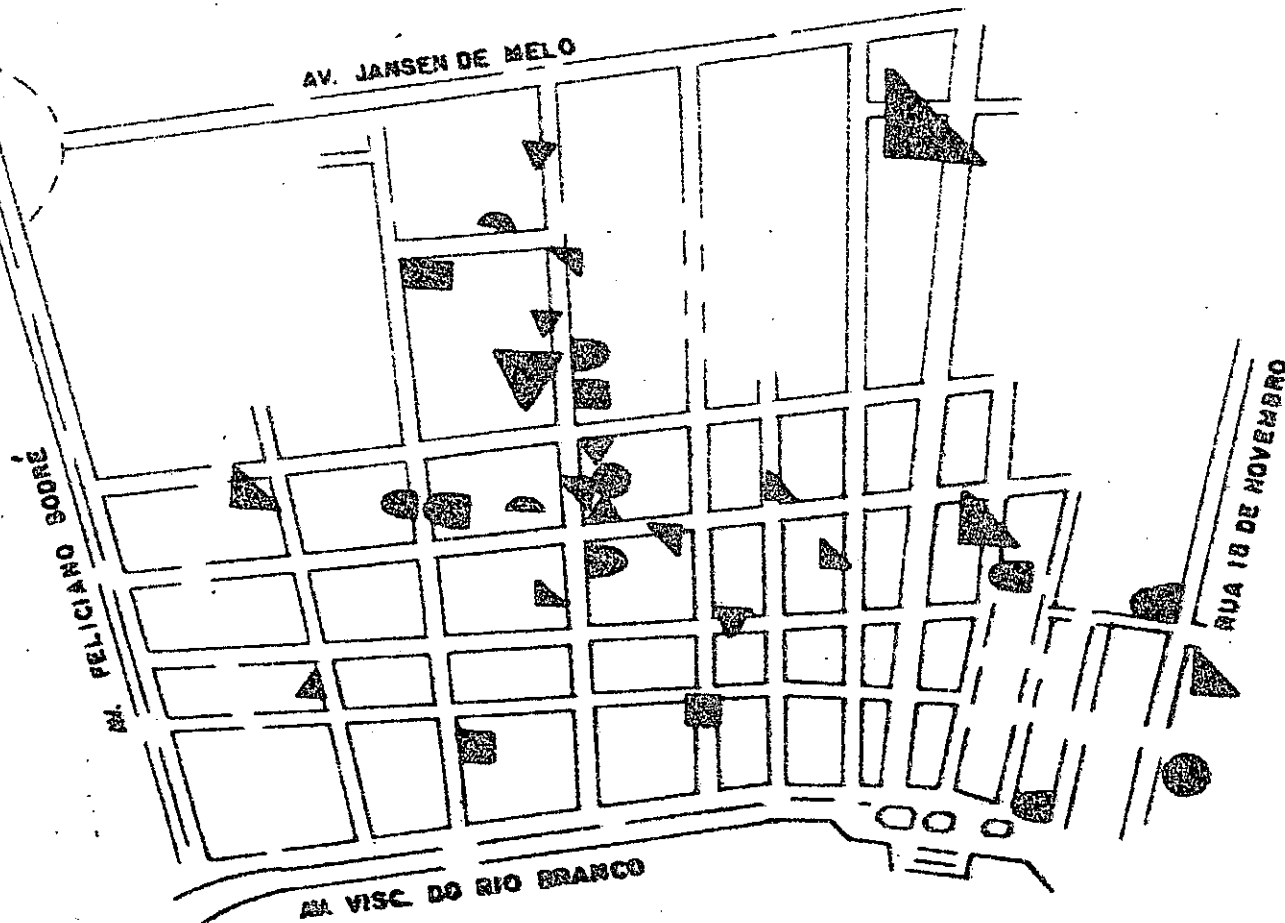 AV. JANSEN DE MELO
AV. FELICIANO SODRÉ
RUA 15 DE NOVEMBRO
AV. VISC. DO RIO BRANCO